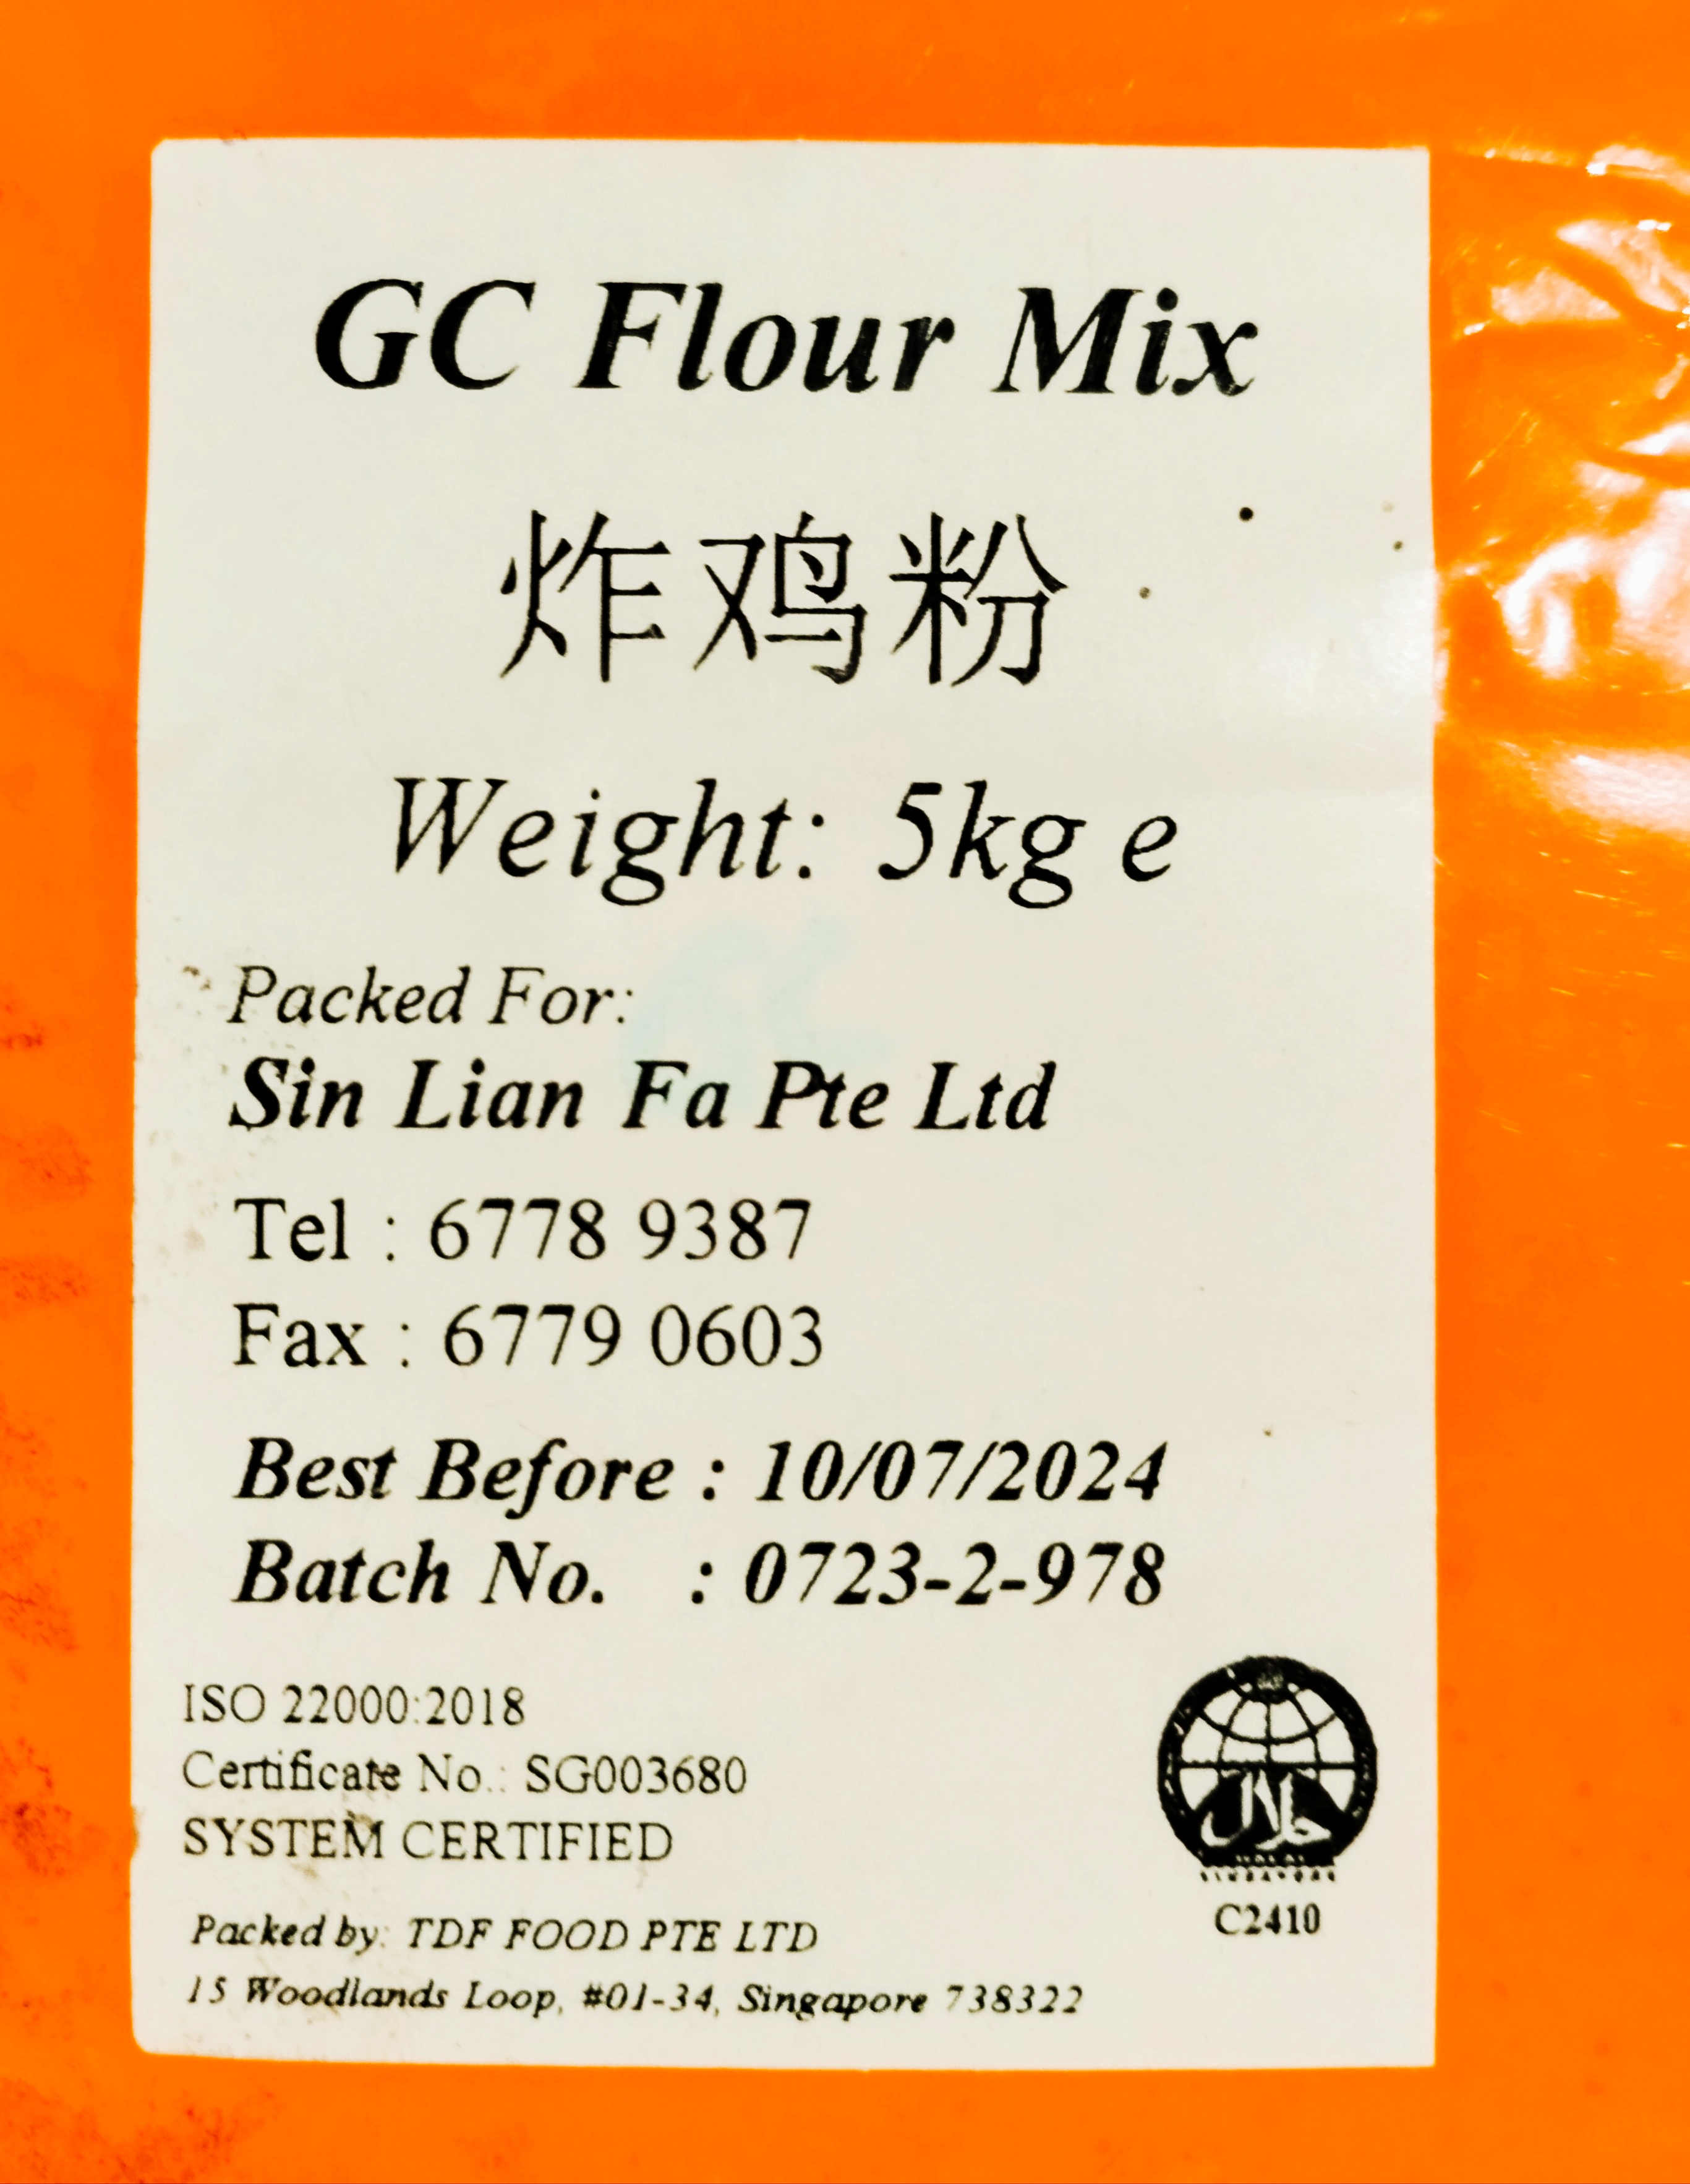 GC Flour Mix
炸鸡粉
Weight: 5kg e
Packed For:
Sin Lian Fa Pte Ltd
Tel : 6778 9387
Fax : 6779 0603
Best Before : 10/07/2024
Batch No. : 0723-2-978
ISO 22000:2018
Certificate No.: SG003680
SYSTEM CERTIFIED
SINGAPORE
C2410
Packed by: TDF FOOD PTE LTD
15 Woodlands Loop, #01-34, Singapore 738322